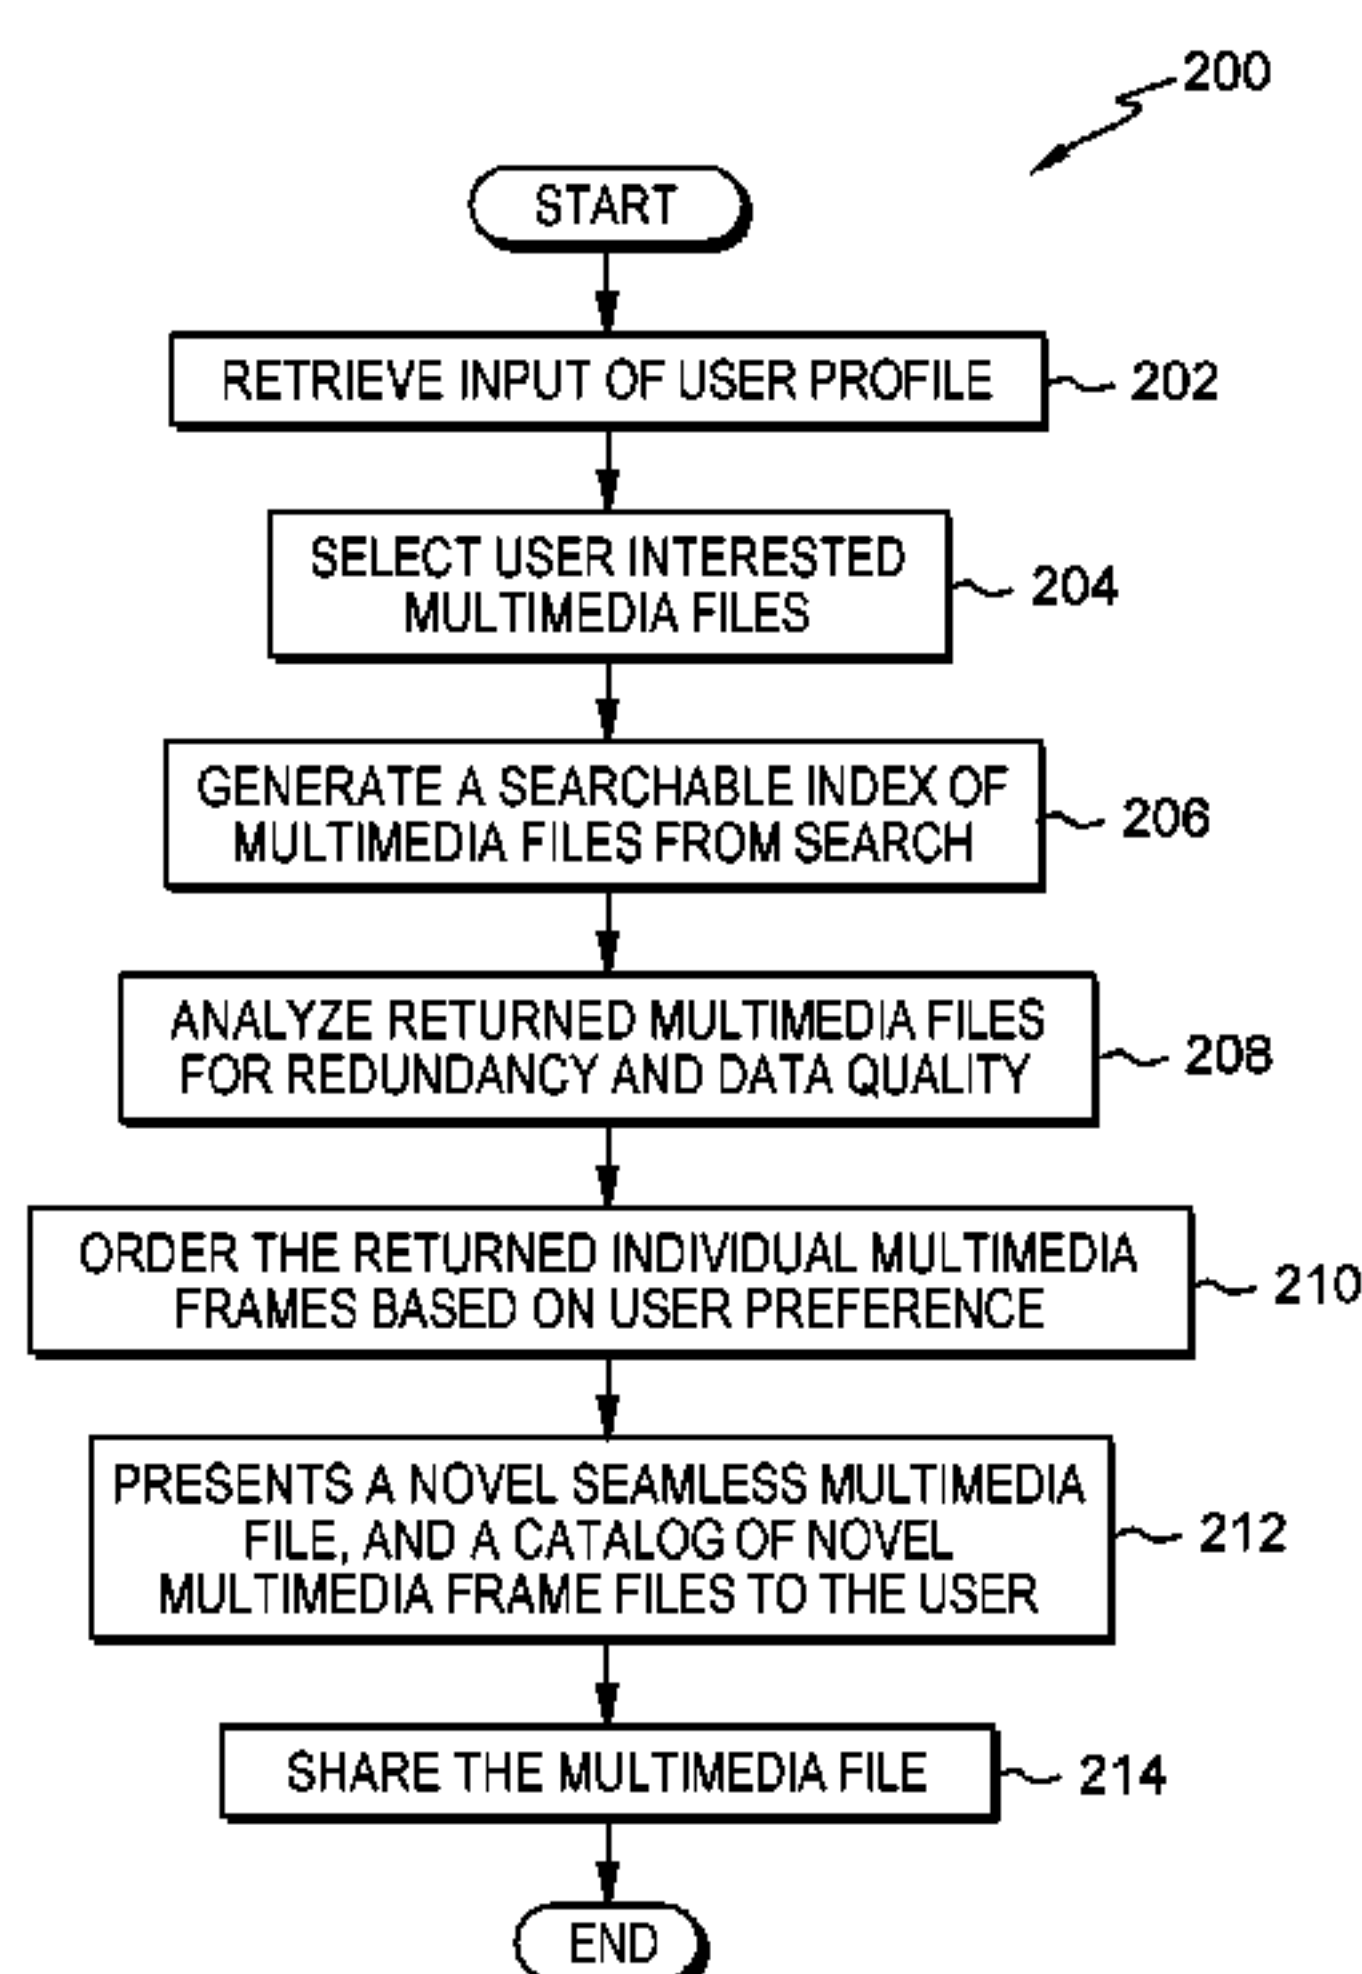 200
START
RETRIEVE INPUT OF USER PROFILE
202
SELECT USER INTERESTED
MULTIMEDIA FILES
204
GENERATE A SEARCHABLE INDEX OF
MULTIMEDIA FILES FROM SEARCH
206
ANALYZE RETURNED MULTIMEDIA FILES
FOR REDUNDANCY AND DATA QUALITY
208
ORDER THE RETURNED INDIVIDUAL MULTIMEDIA
FRAMES BASED ON USER PREFERENCE
210
PRESENTS A NOVEL SEAMLESS MULTIMEDIA
FILE, AND A CATALOG OF NOVEL
MULTIMEDIA FRAME FILES TO THE USER
212
SHARE THE MULTIMEDIA FILE
214
END